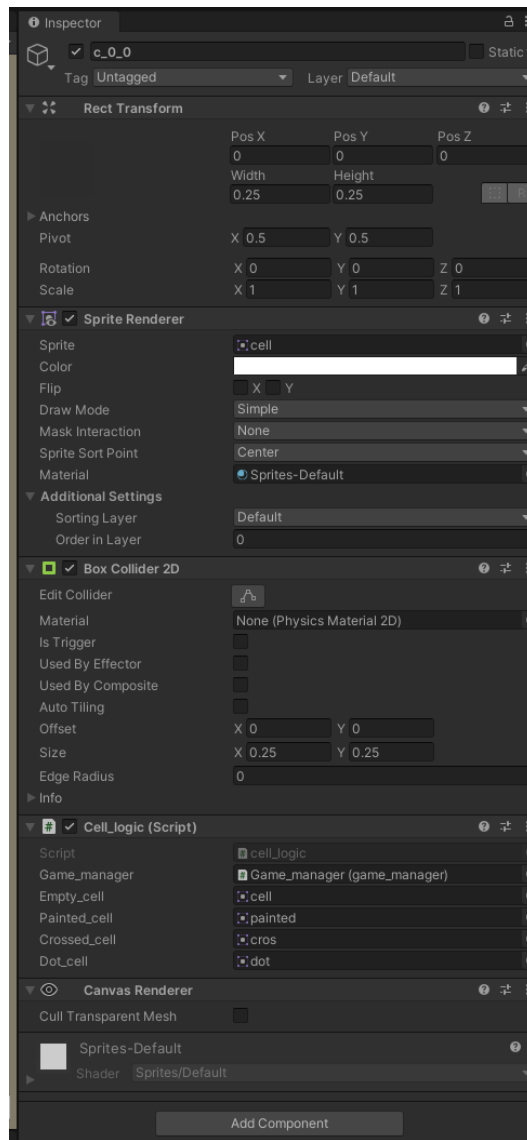 Inspector
c_0_0 Static
Tag Untagged Layer Default
Rect Transform
Pos X Pos Y Pos Z
0 0 0
Width Height
0.25 0.25
Anchors
Pivot X 0.5 Y 0.5
Rotation X 0 Y 0 Z 0
Scale X 1 Y 1 Z 1
Sprite Renderer
Sprite cell
Color
Flip X Y
Draw Mode Simple
Mask Interaction None
Sprite Sort Point Center
Material Sprites-Default
Additional Settings
Sorting Layer Default
Order in Layer 0
Box Collider 2D
Edit Collider
Material None (Physics Material 2D)
Is Trigger
Used By Effector
Used By Composite
Auto Tiling
Offset X 0 Y 0
Size X 0.25 Y 0.25
Edge Radius 0
Info
# Cell_logic (Script)
Script cell_logic
Game_manager Game_manager (game_manager)
Empty_cell cell
Painted_cell painted
Crossed_cell cros
Dot_cell dot
Canvas Renderer
Cull Transparent Mesh
Sprites-Default
Shader Sprites/Default
Add Component